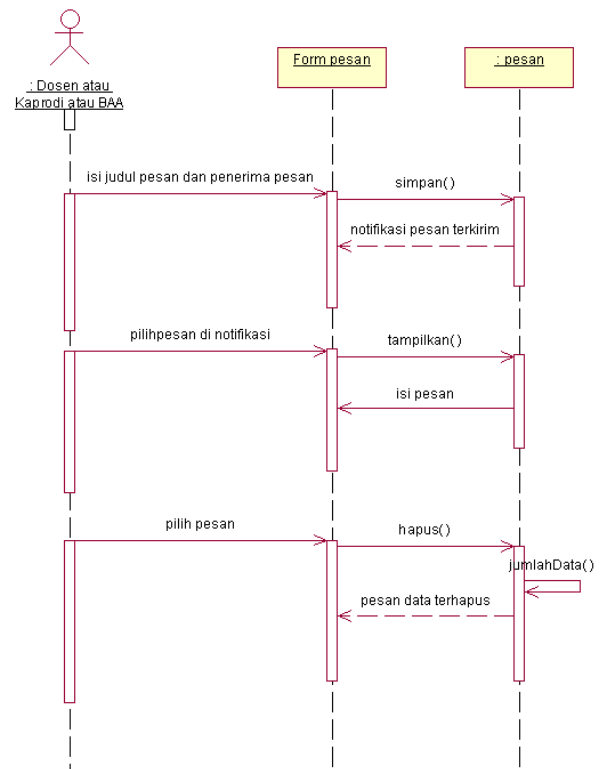 Form pesan
: pesan
: Dosen atau
Kaprodi atau BAA
isi judul pesan dan penerima pesan
simpan()
notifikasi pesan terkirim
pilihpesan di notifikasi
tampilkan()
isi pesan
pilih pesan
hapus()
jumlahData()
pesan data terhapus